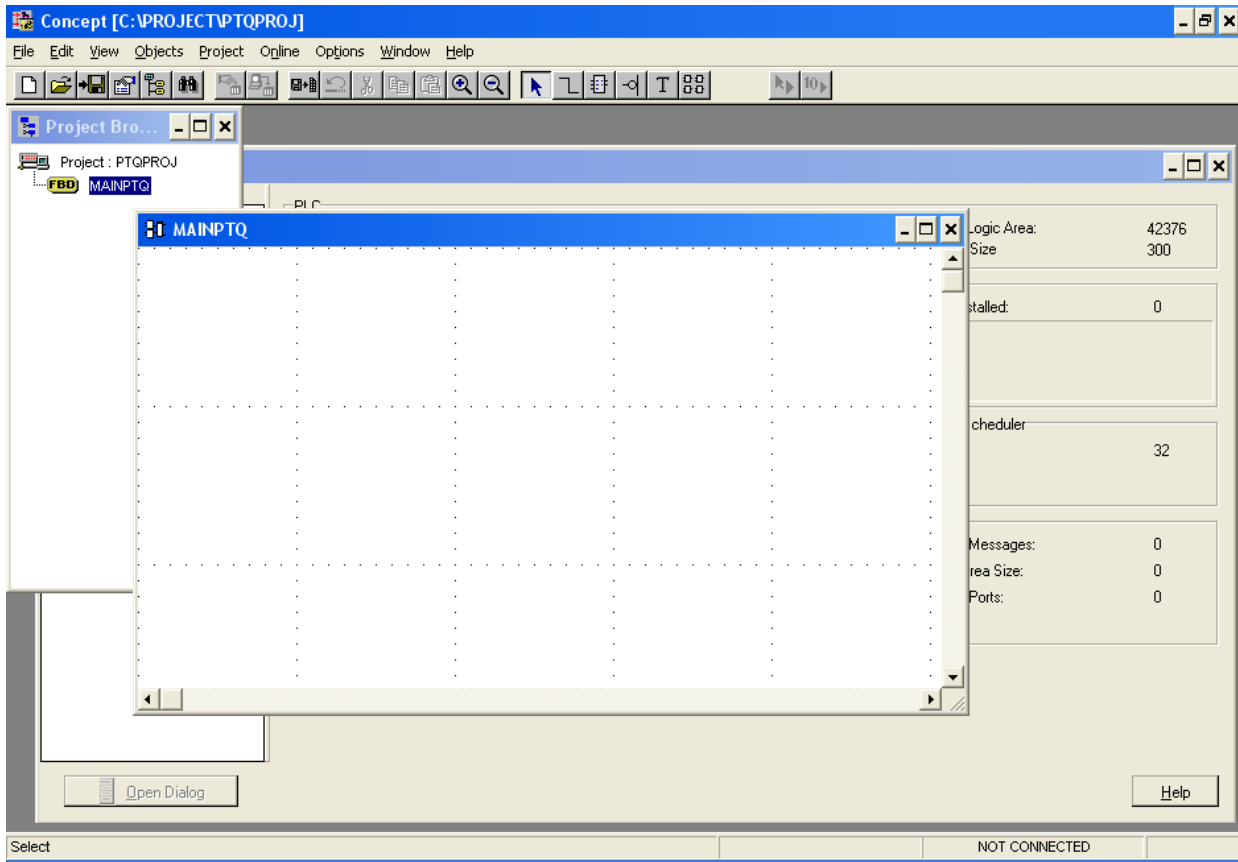 Concept [C:\PROJECT\PTQPROJ]
File Edit View Objects Project Online Options Window Help
T 10
Project Bro...
Project : PTQPROJ
FBD MAINPTQ
PLC
MAINPTQ
Logic Area: 42376
Size 300
stalled: 0
cheduler
32
Messages: 0
rea Size: 0
Ports: 0
Open Dialog
Help
Select
NOT CONNECTED